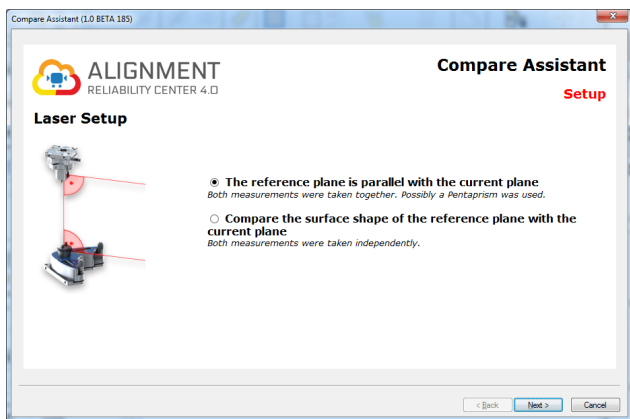 Compare Assistant (1.0 BETA 185)
ALIGNMENT
RELIABILITY CENTER 4.0
Compare Assistant
Setup
Laser Setup
The reference plane is parallel with the current plane
Both measurements were taken together. Possibly a Pentaprism was used.
Compare the surface shape of the reference plane with the
current plane
Both measurements were taken independently.
< Back
Next >
Cancel